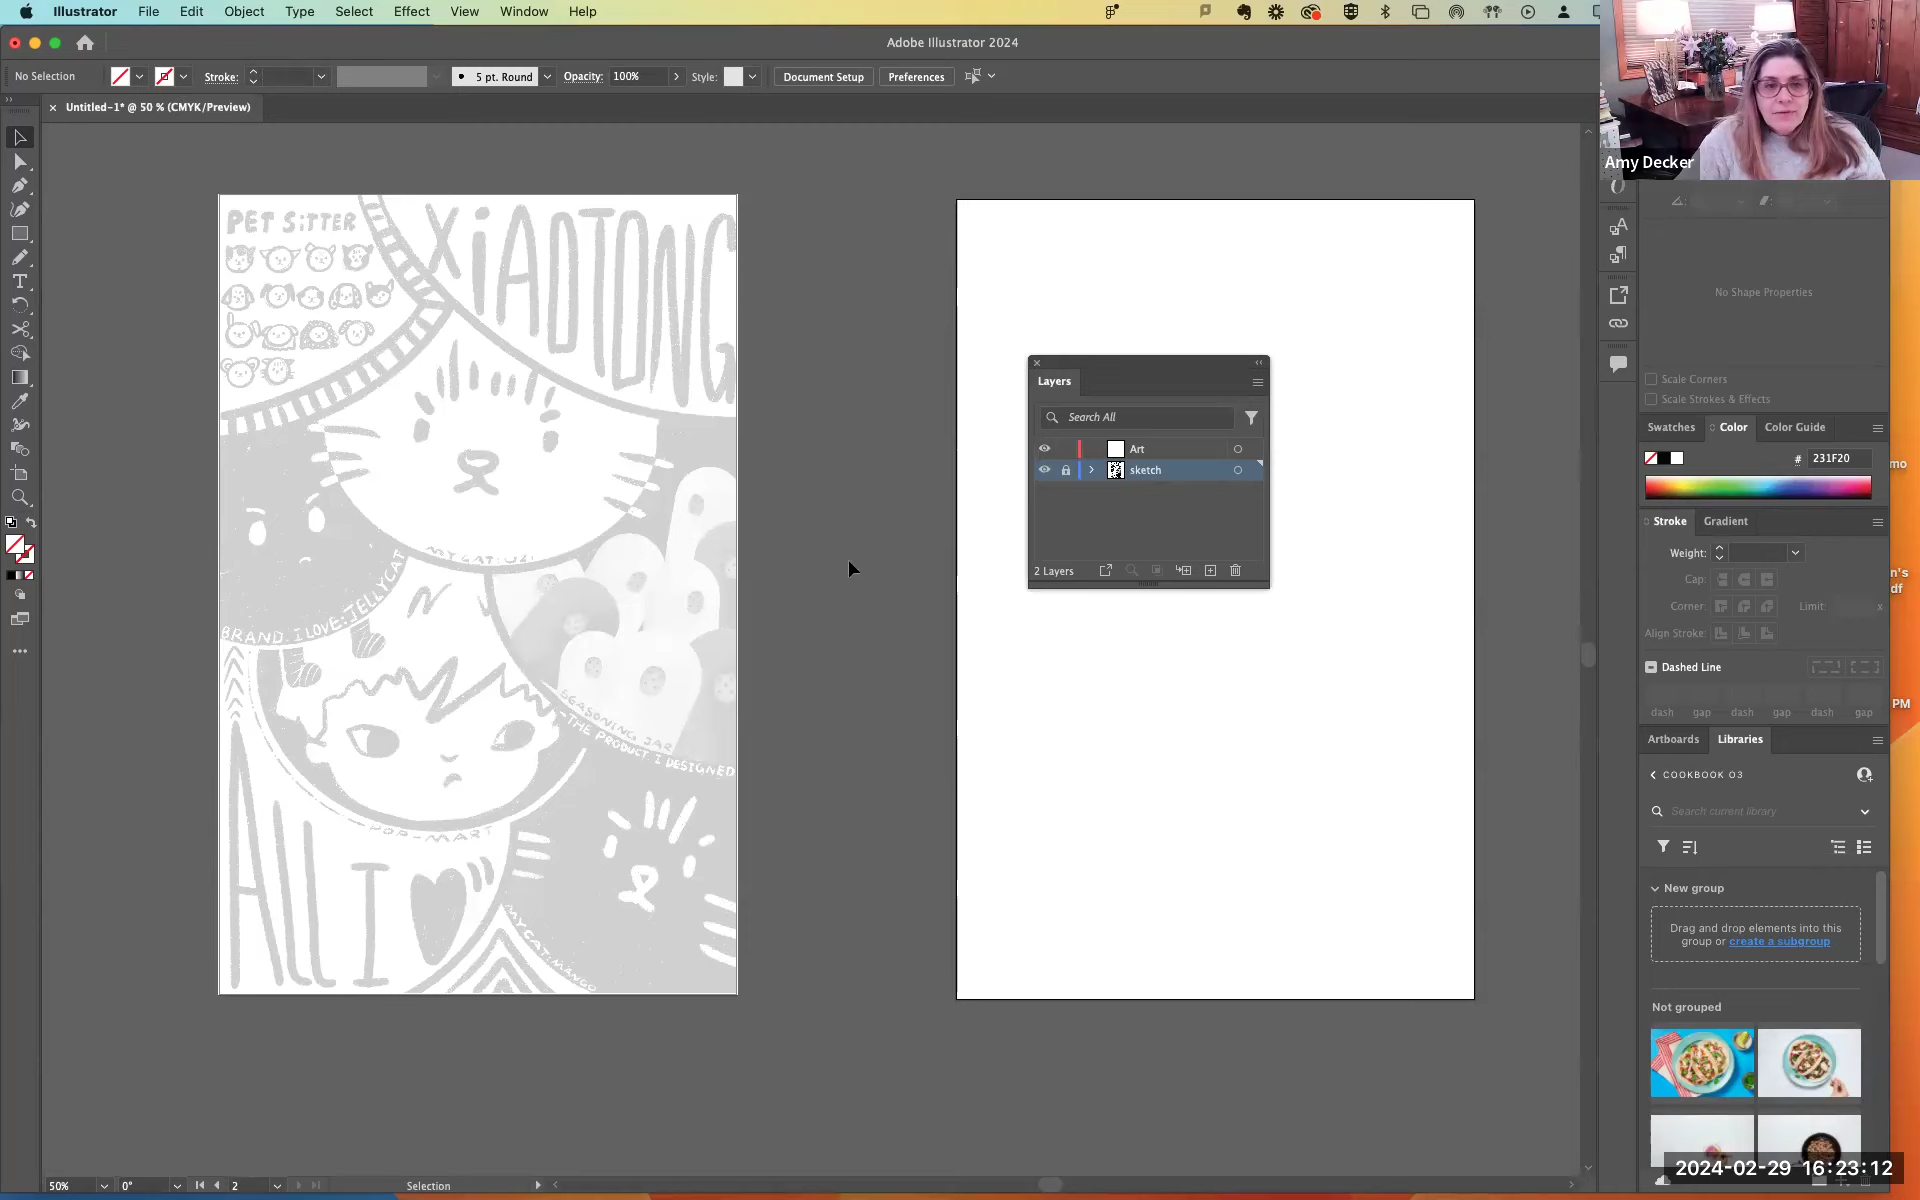 Illustrator File Edit Object Type Select Effect View Window Help
Adobe Illustrator 2024
No Selection Stroke: 5 pt. Round Opacity: 100% Style: Document Setup Preferences
Untitled-1* @ 50 % (CMYK/Preview)
Amy Decker
PET SiTTER
XiAOTONG
MY CAT: UZI
BRAND I LOVE: JELLYCAT
SEASONING JAR
-THE PRODUCT I DESIGNED
POP-MART
All I
MY CAT: MANGO
Layers
Search All
Art
sketch
2 Layers
No Shape Properties
Scale Corners
Scale Strokes & Effects
Swatches Color Color Guide
# 231F20
Stroke Gradient
Weight:
Cap:
Corner: Limit: x
Align Stroke:
Dashed Line
dash gap dash gap dash gap
Artboards Libraries
COOKBOOK 03
Search current library
New group
Drag and drop elements into this
group or create a subgroup
Not grouped
mo
n's
df
PM
50% 0° 2 Selection
2024-02-29 16:23:12